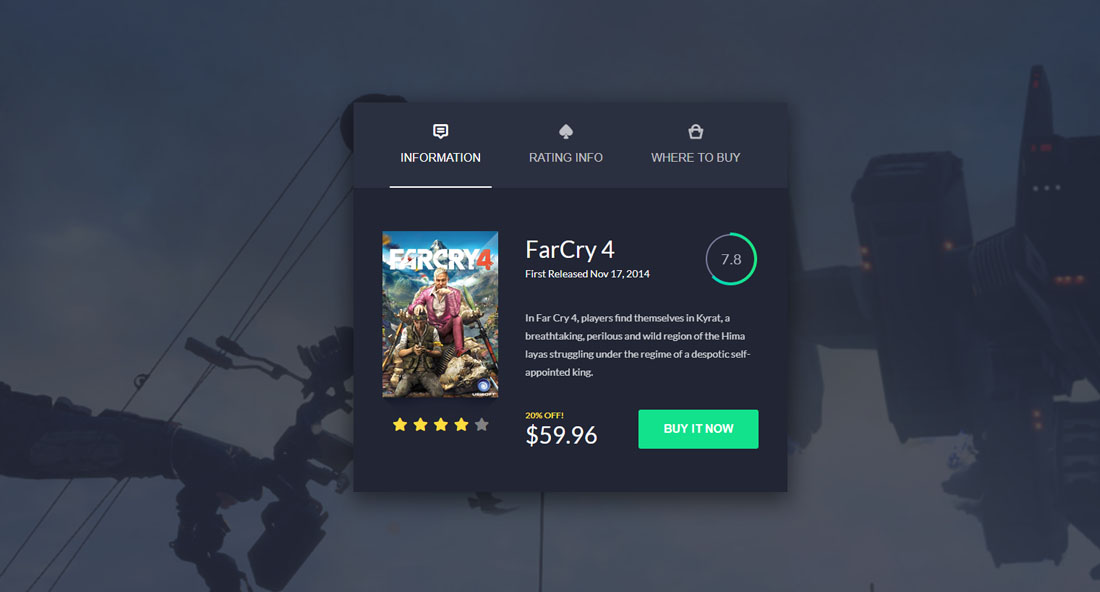 INFORMATION
RATING INFO
WHERE TO BUY
FARCRY4
UBISOFT
FarCry 4
First Released Nov 17, 2014
7.8
In Far Cry 4, players find themselves in Kyrat, a
breathtaking, perilous and wild region of the Hima
layas struggling under the regime of a despotic self-
appointed king.
20% OFF!
$59.96
BUY IT NOW